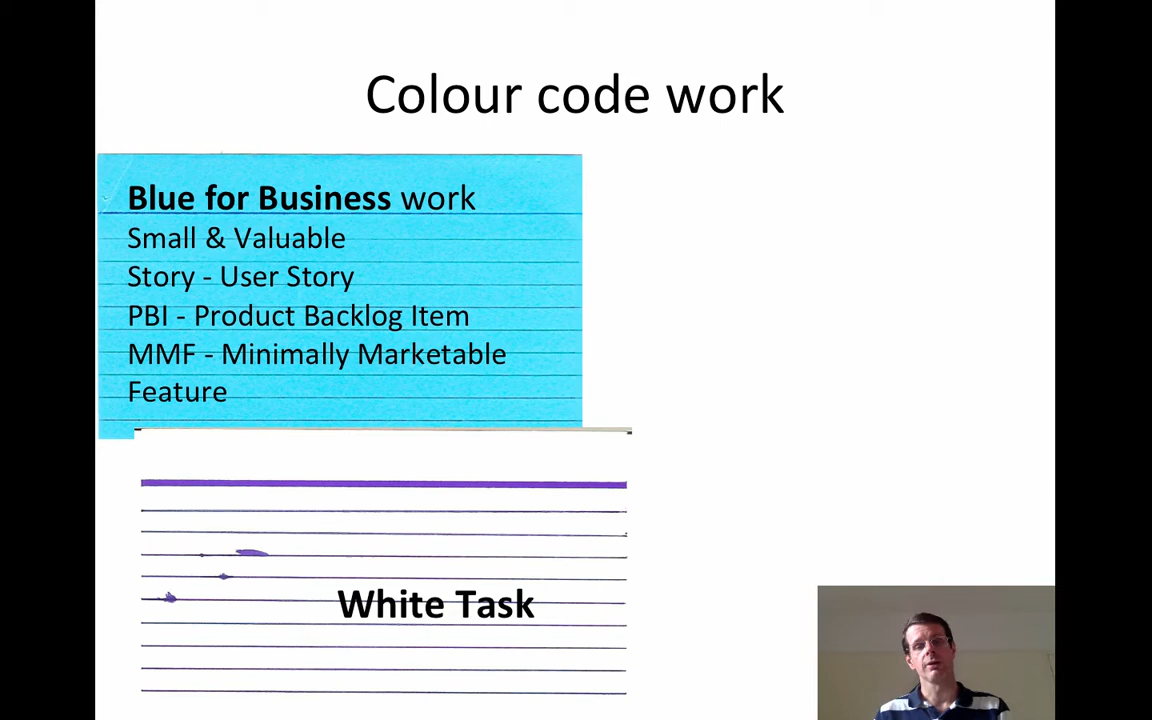 Colour code work
Blue for Business work
Small & Valuable
Story - User Story
PBI - Product Backlog Item
MMF - Minimally Marketable
Feature
White Task